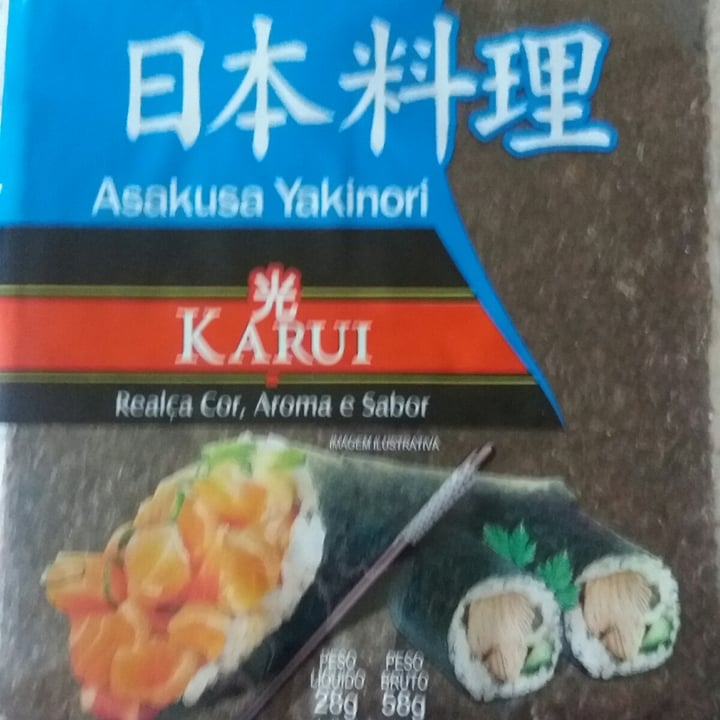 日本料理
Asakusa Yakinori
光
KARUI
Realça Cor, Aroma e Sabor
IMAGEM ILUSTRATIVA
PESO LÍQUIDO 28g
PESO BRUTO 58g